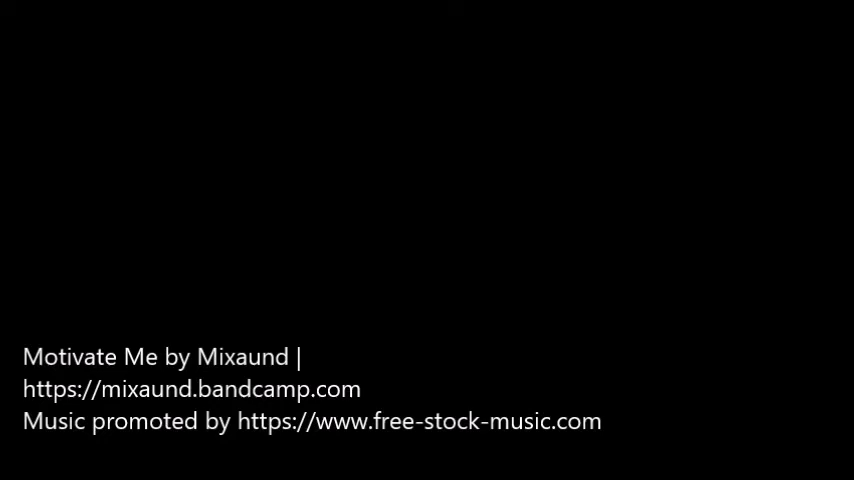 Motivate Me by Mixaund |
https://mixaund.bandcamp.com
Music promoted by https://www.free-stock-music.com